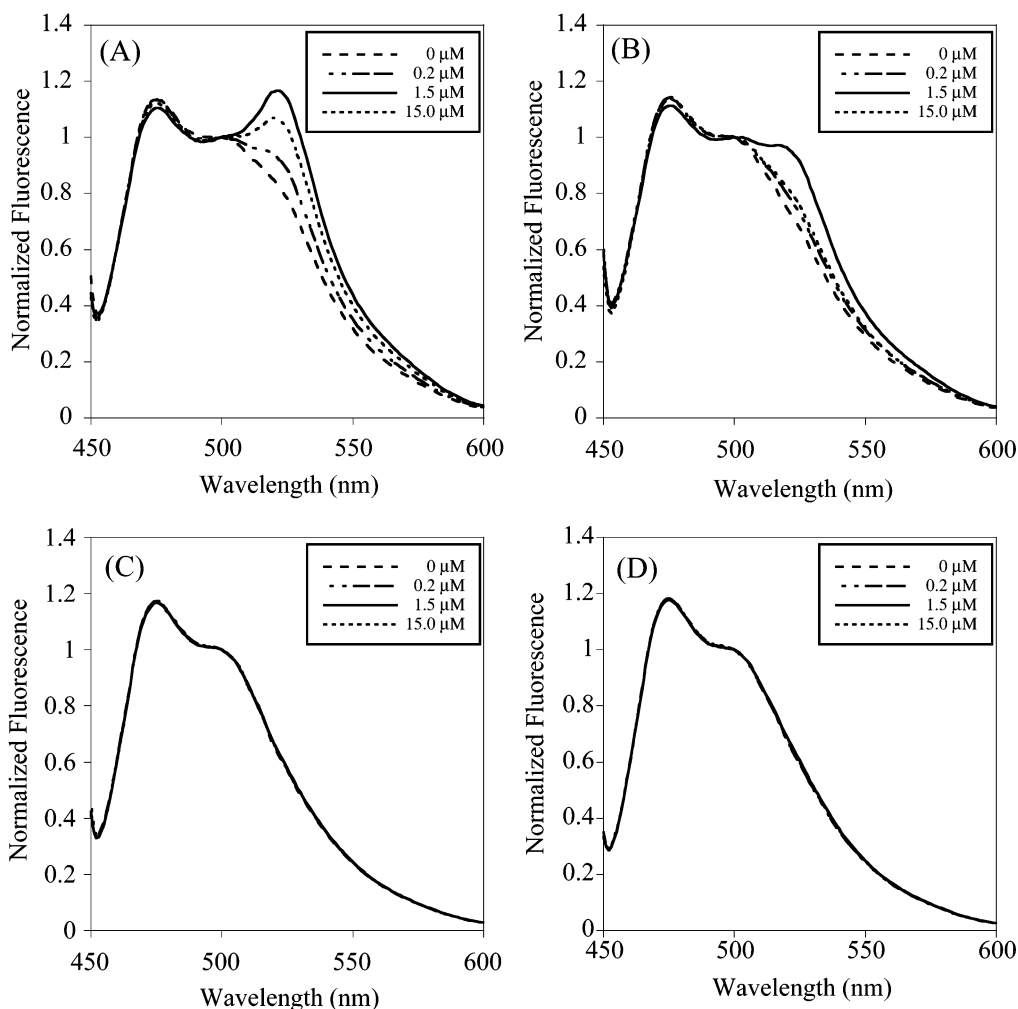 (A)
Normalized Fluorescence
1.4
1.2
1
0.8
0.6
0.4
0.2
0
0 μM
0.2 μM
1.5 μM
15.0 μM
450
500
550
600
Wavelength (nm)
(B)
Normalized Fluorescence
1.4
1.2
1
0.8
0.6
0.4
0.2
0
0 μM
0.2 μM
1.5 μM
15.0 μM
450
500
550
600
Wavelength (nm)
(C)
Normalized Fluorescence
1.4
1.2
1
0.8
0.6
0.4
0.2
0
0 μM
0.2 μM
1.5 μM
15.0 μM
450
500
550
600
Wavelength (nm)
(D)
Normalized Fluorescence
1.4
1.2
1
0.8
0.6
0.4
0.2
0
0 μM
0.2 μM
1.5 μM
15.0 μM
450
500
550
600
Wavelength (nm)